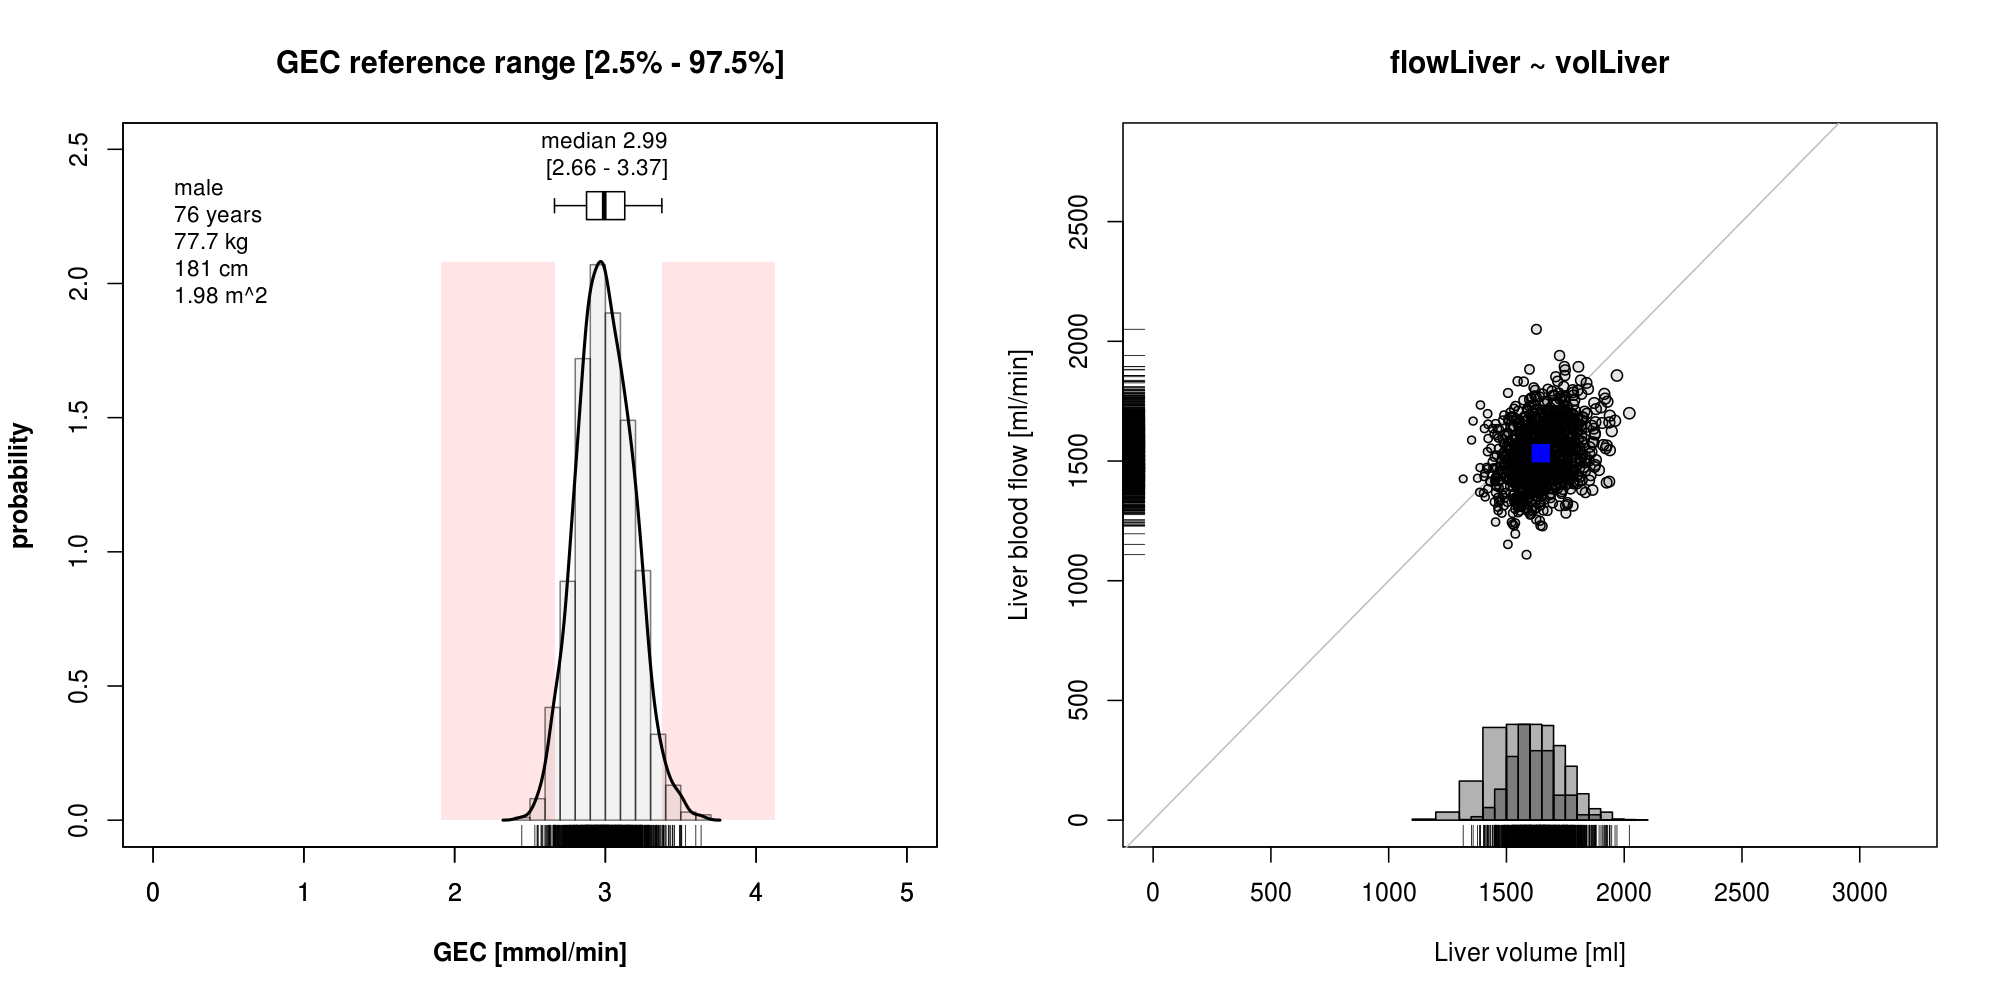 GEC reference range [2.5% - 97.5%]
median 2.99
[2.66 - 3.37]
male
76 years
77.7 kg
181 cm
1.98 m^2
probability
2.5
2.0
1.5
1.0
0.5
0.0
0 1 2 3 4 5
GEC [mmol/min]
flowLiver ~ volLiver
Liver blood flow [ml/min]
2500
2000
1500
1000
500
0
0 500 1000 1500 2000 2500 3000
Liver volume [ml]